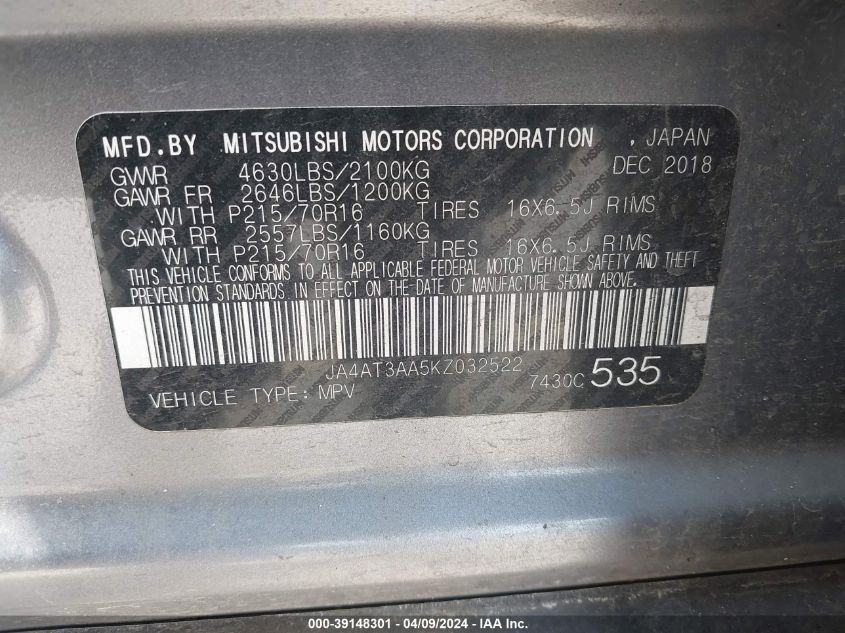 MFD.BY MITSUBISHI MOTORS CORPORATION , JAPAN
GVWR 4630LBS/2100KG DEC 2018
GAWR FR 2646LBS/1200KG
WITH P215/70R16 TIRES 16X6.5J RIMS
GAWR RR 2557LBS/1160KG
WITH P215/70R16 TIRES 16X6.5J RIMS
THIS VEHICLE CONFORMS TO ALL APPLICABLE FEDERAL MOTOR VEHICLE SAFETY AND THEFT
PREVENTION STANDARDS IN EFFECT ON THE-DATE OF MANUFACTURE SHOWN ABOVE.
JA4AT3AA5KZ032522
VEHICLE TYPE: MPV 7430C 535
000-39148301 - 04/09/2024 - © IAA, Inc.